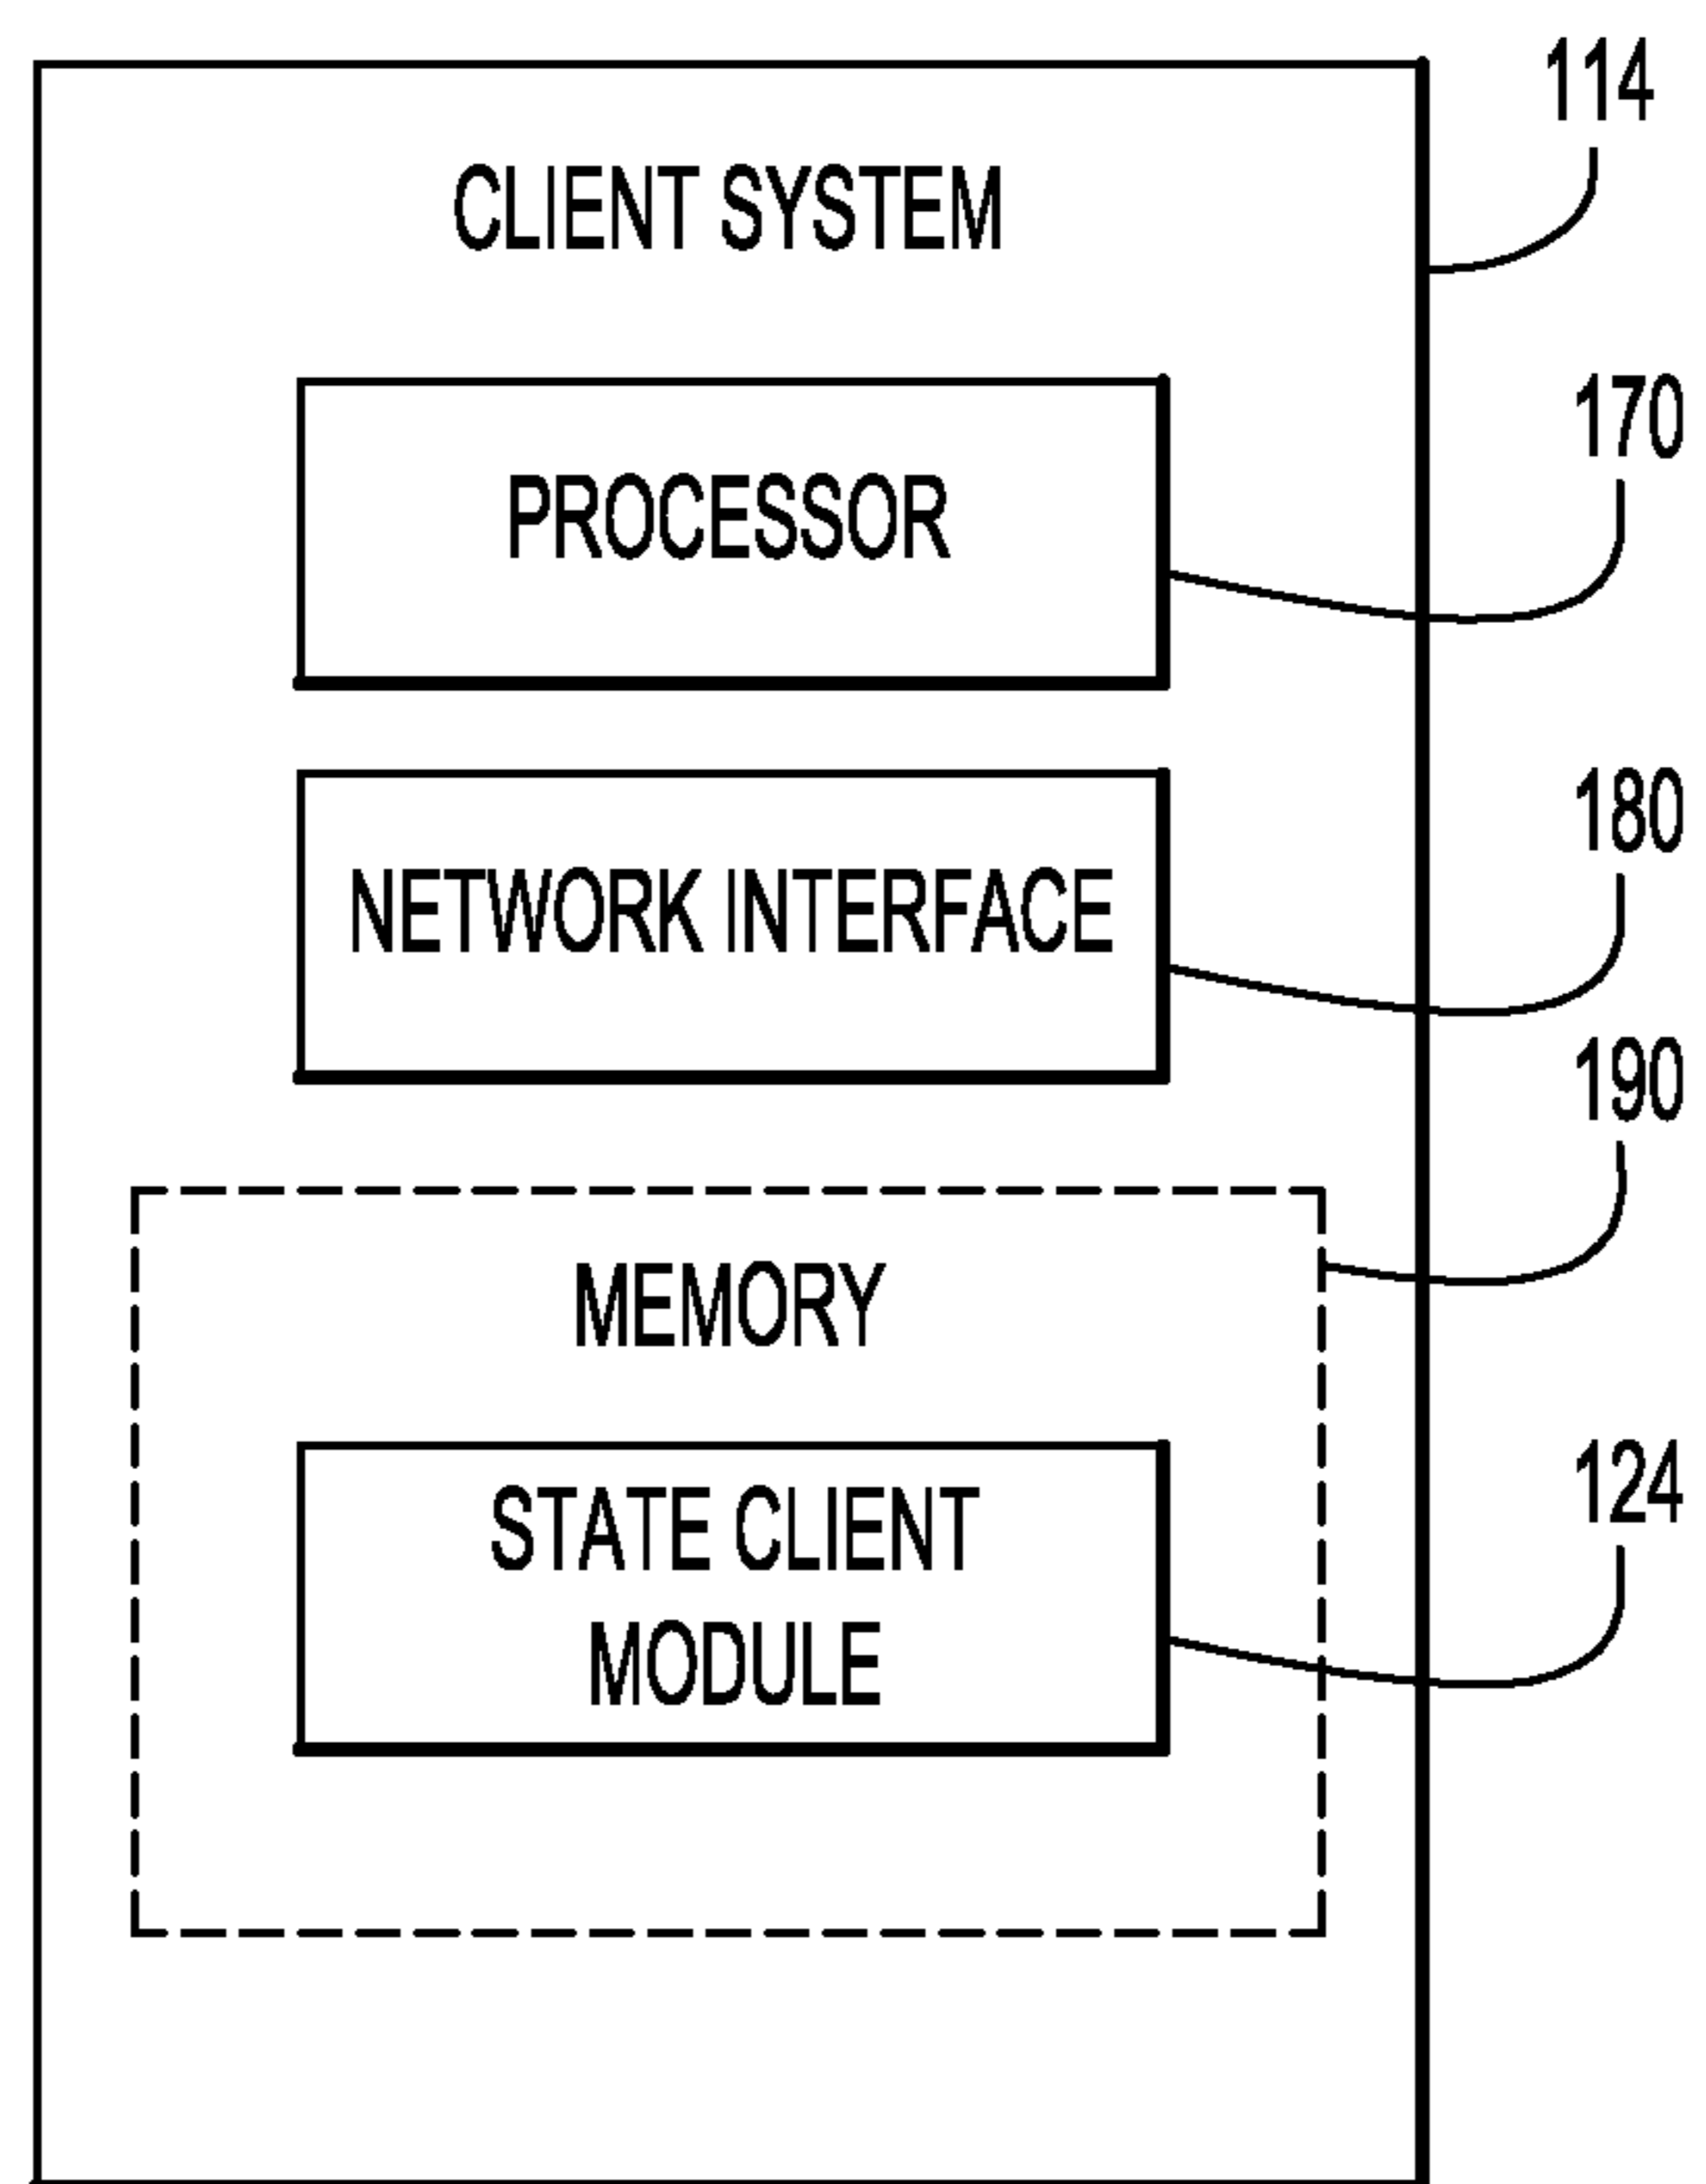 114
CLIENT SYSTEM
170
PROCESSOR
180
NETWORK INTERFACE
190
MEMORY
124
STATE CLIENT
MODULE